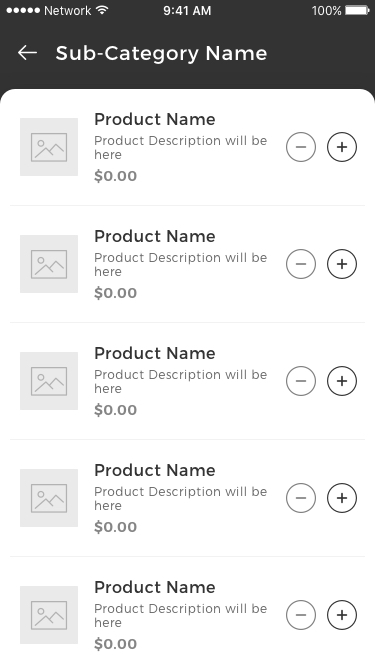 Network 9:41 AM 100%
Sub-Category Name
Product Name
Product Description will be
here
$0.00
Product Name
Product Description will be
here
$0.00
Product Name
Product Description will be
here
$0.00
Product Name
Product Description will be
here
$0.00
Product Name
Product Description will be
here
$0.00